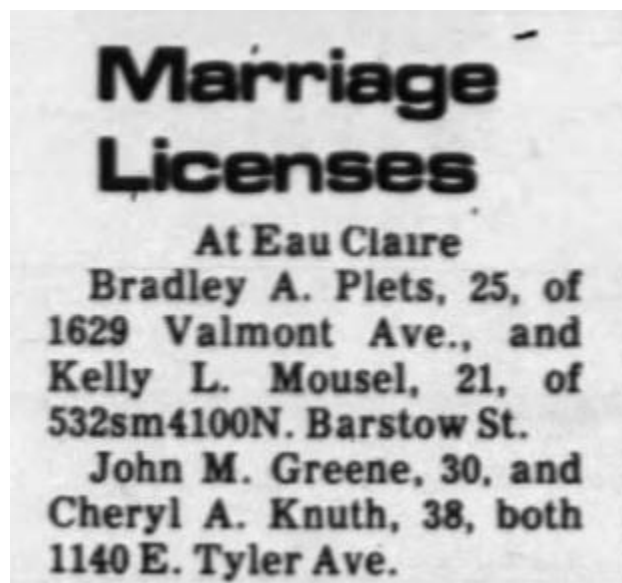 Marriage
Licenses
At Eau Claire
Bradley A. Plets, 25, of
1629 Valmont Ave., and
Kelly L. Mousel, 21, of
532sm4100N. Barstow St.
John M. Greene, 30, and
Cheryl A. Knuth, 38, both
1140 E. Tyler Ave.